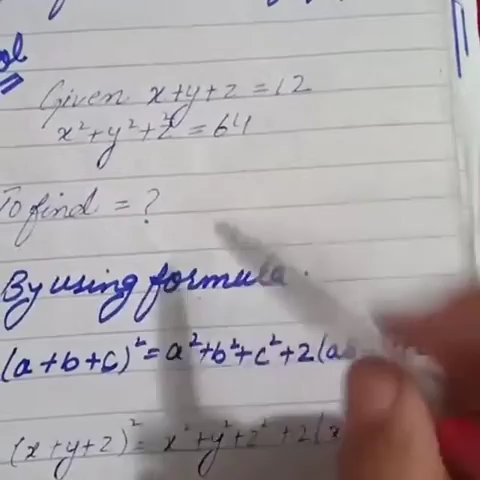 Sol
Given x+y+z=12
x²+y²+z²=64
To find = ?
By using formula.
(a+b+c)²=a²+b²+c²+2(ab
(x+y+z)²= x²+y²+z²+2(x